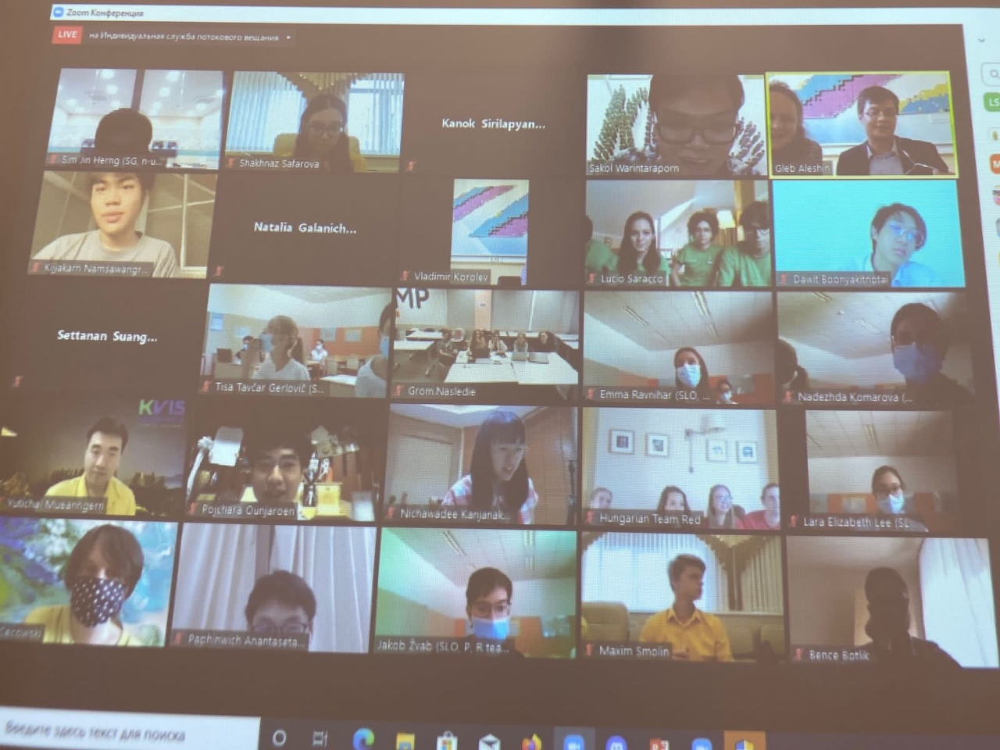 Zoom Конференция
LIVE на Индивидуальная служба потокового вещания
Sim Jin Herng (SG, n-u...
Shakhnaz Safarova
Kanok Sirilapyan...
Sakol Warintaraporn
Gleb Aleshin
Kijjakarn Namsawangr...
Natalia Galanich...
Vladimir Korolev
Lucio Saracco
Dawit Boonyakitnotai
Settanan Suang...
Tisa Tavčar Gerlovič (S...
MP
Grom.Nasledie
Emma Ravnihar (SLO, ...
Nadezhda Komarova (...
KVIS
Yutichai Mueanngern
Pojchara Ounjaroen
Nichawadee Kanjanak...
Hungarian Team Red
Lara Elizabeth Lee (SL...
Cecowski
Paphinwich Anantaseta...
Jakob Žvab (SLO, P, R tea...
Maxim Smolin
Bence Botlik
LS
Введите здесь текст для поиска